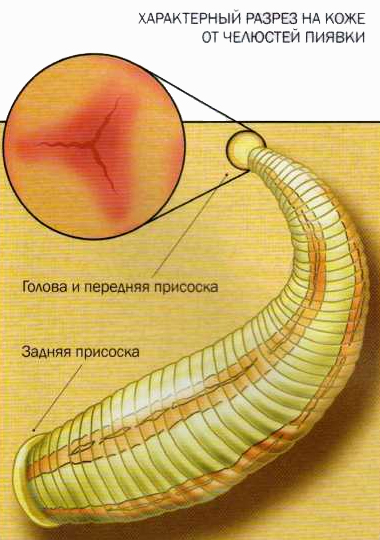 ХАРАКТЕРНЫЙ РАЗРЕЗ НА КОЖЕ
ОТ ЧЕЛЮСТЕЙ ПИЯВКИ
Голова и передняя присоска
Задняя присоска